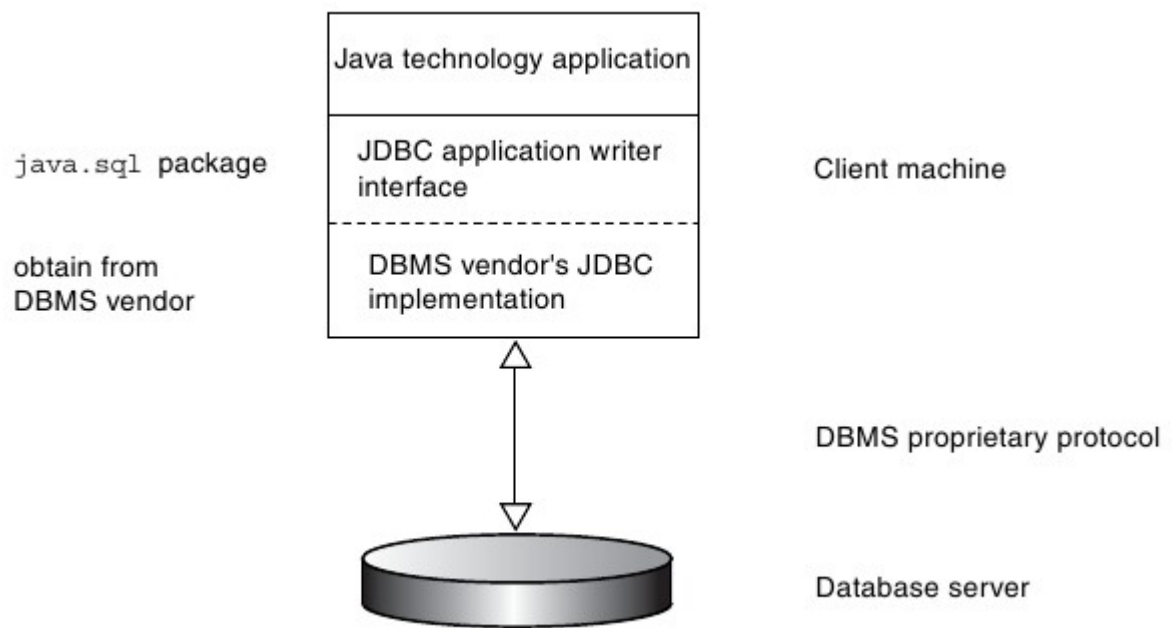 Java technology application
java.sql package
JDBC application writer
interface
Client machine
obtain from
DBMS vendor
DBMS vendor's JDBC
implementation
DBMS proprietary protocol
Database server